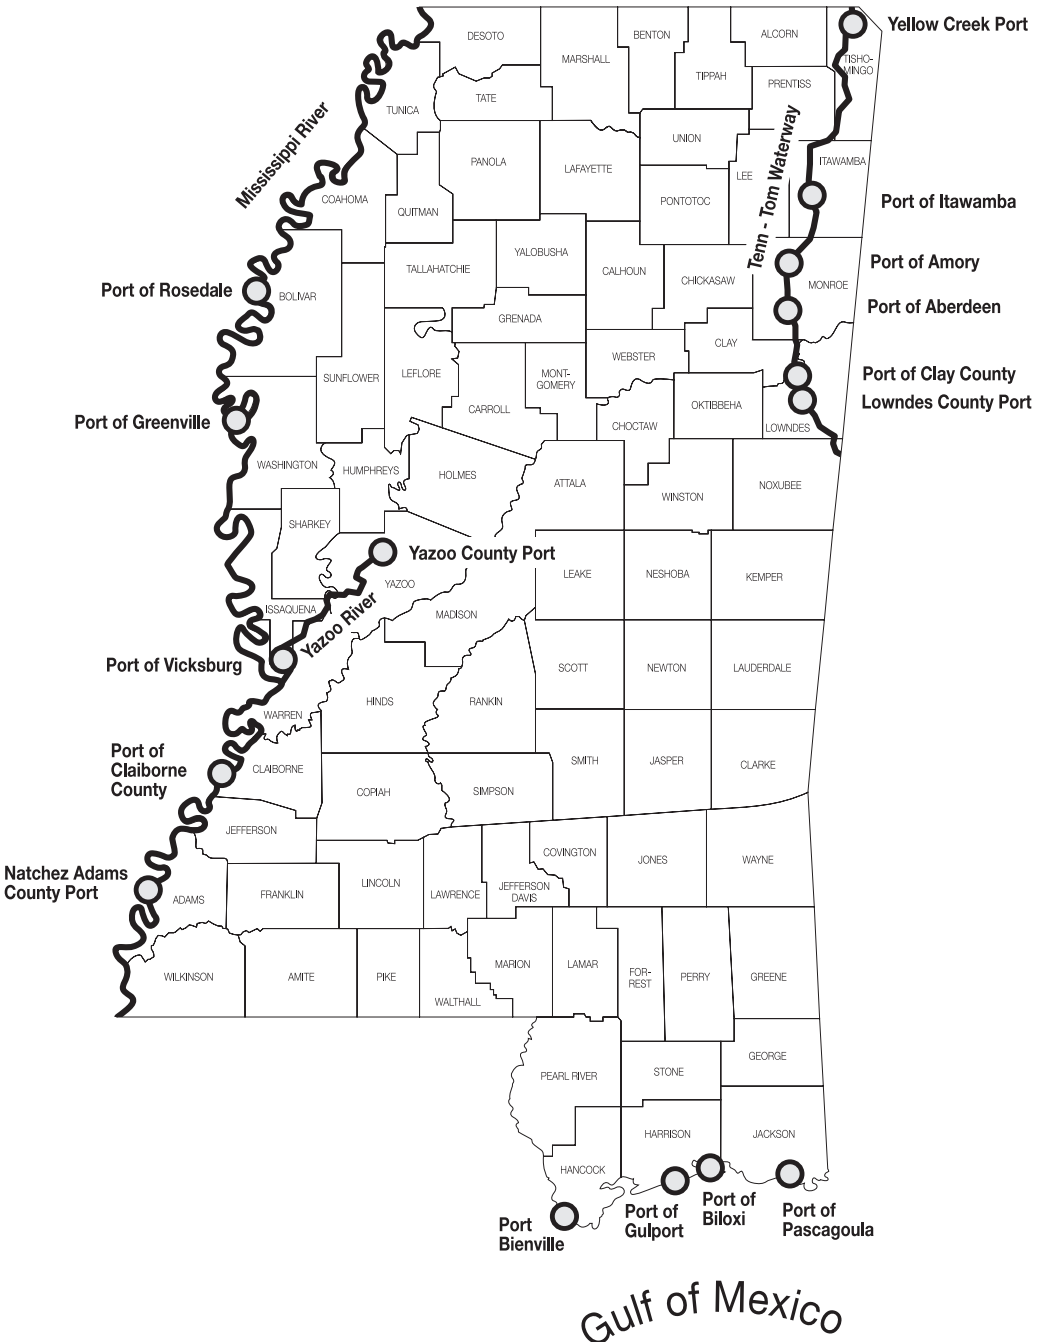 DESOTO
MARSHALL
BENTON
TIPPAH
ALCORN
Yellow Creek Port
TISHO-
MINGO
PRENTISS
TUNICA
TATE
Mississippi River
PANOLA
LAFAYETTE
UNION
LEE
Tenn - Tom Waterway
ITAWAMBA
COAHOMA
QUITMAN
PONTOTOC
Port of Itawamba
TALLAHATCHIE
YALOBUSHA
CALHOUN
CHICKASAW
Port of Amory
MONROE
Port of Rosedale
BOLIVAR
GRENADA
Port of Aberdeen
SUNFLOWER
LEFLORE
MONT-
GOMERY
WEBSTER
CLAY
Port of Clay County
CARROLL
OKTIBBEHA
Lowndes County Port
Port of Greenville
CHOCTAW
LOWNDES
WASHINGTON
HUMPHREYS
HOLMES
ATTALA
WINSTON
NOXUBEE
SHARKEY
Yazoo County Port
YAZOO
LEAKE
NESHOBA
KEMPER
ISSAQUENA
Yazoo River
MADISON
Port of Vicksburg
SCOTT
NEWTON
LAUDERDALE
WARREN
HINDS
RANKIN
Port of
Claiborne
County
CLAIBORNE
COPIAH
SIMPSON
SMITH
JASPER
CLARKE
JEFFERSON
COVINGTON
JONES
WAYNE
Natchez Adams
County Port
ADAMS
FRANKLIN
LINCOLN
LAWRENCE
JEFFERSON
DAVIS
WILKINSON
AMITE
PIKE
WALTHALL
MARION
LAMAR
FOR-
REST
PERRY
GREENE
PEARL RIVER
STONE
GEORGE
HANCOCK
HARRISON
JACKSON
Port
Bienville
Port of
Gulport
Port of
Biloxi
Port of
Pascagoula
Gulf of Mexico